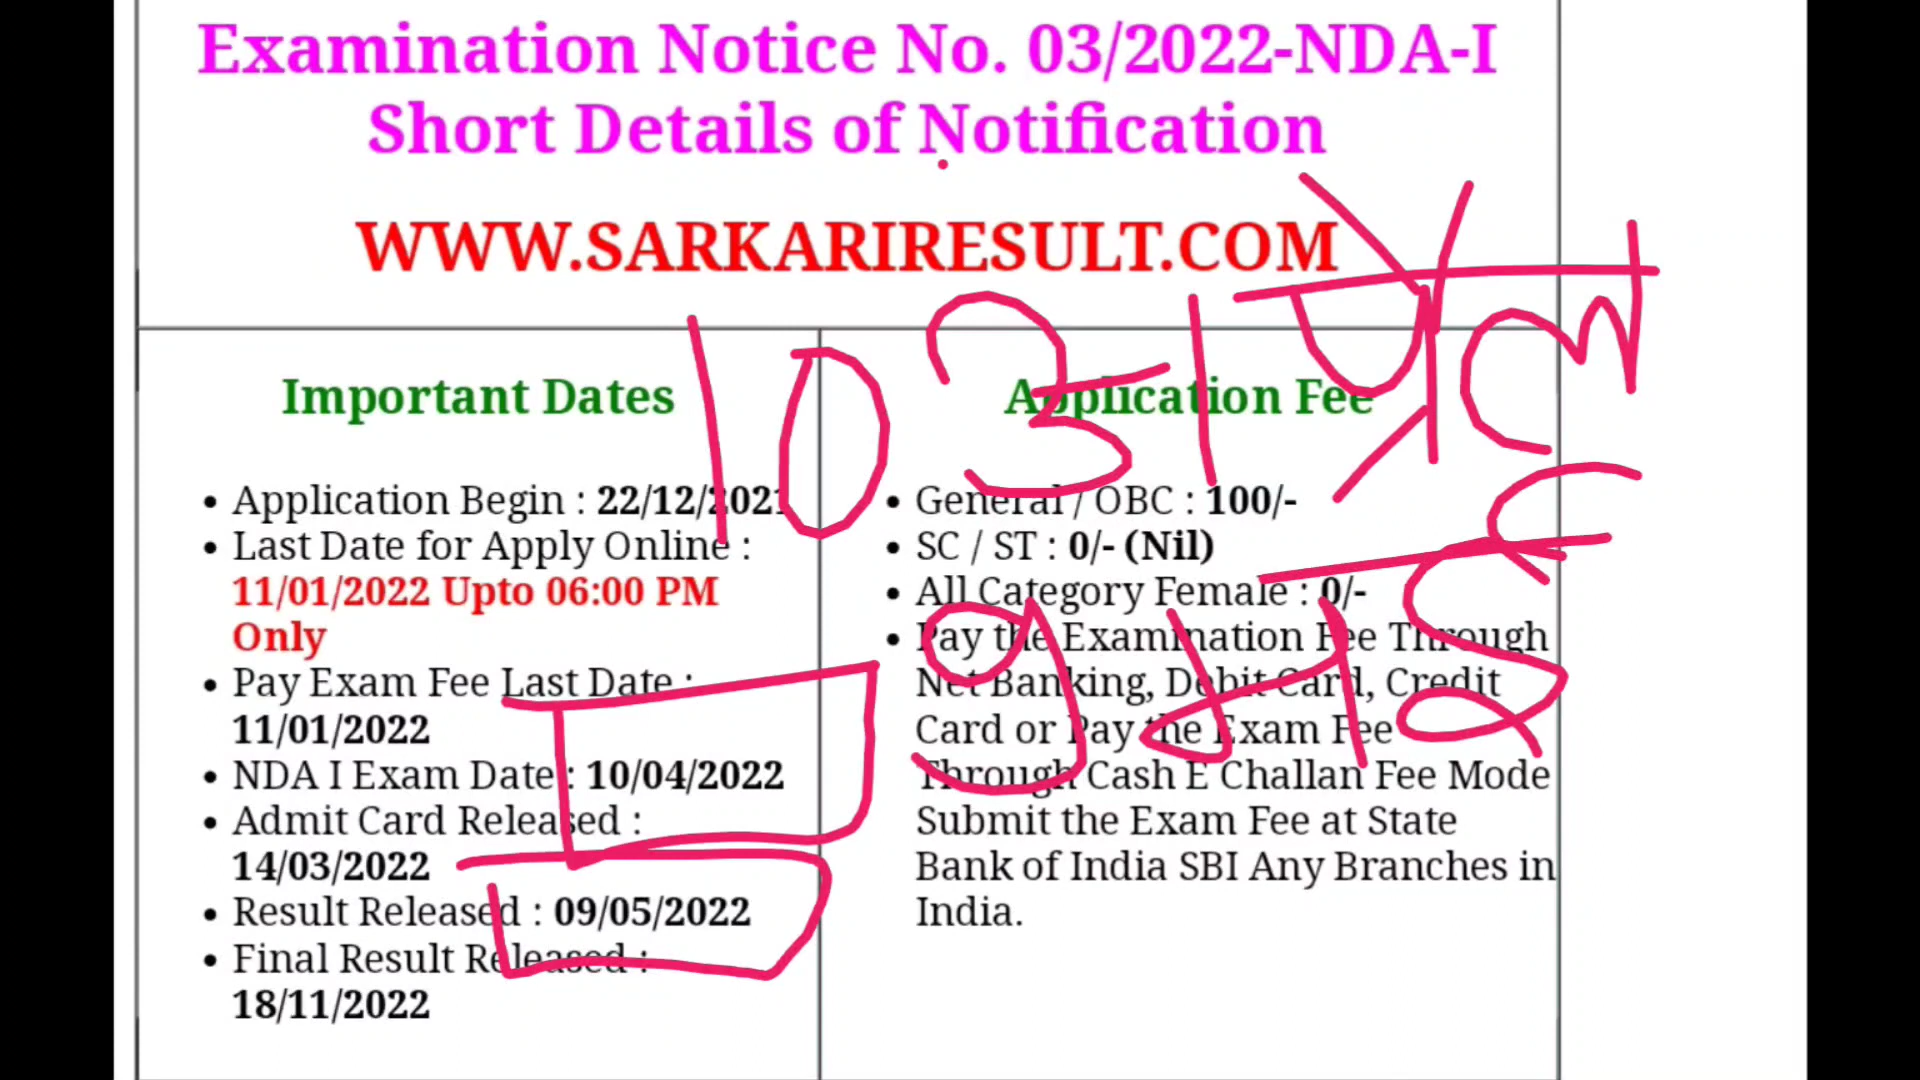 Examination Notice No. 03/2022-NDA-I
Short Details of Notification
WWW.SARKARIRESULT.COM
Important Dates
Application Begin : 22/12/2021
Last Date for Apply Online :
11/01/2022 Upto 06:00 PM
Only
Pay Exam Fee Last Date :
11/01/2022
NDA I Exam Date : 10/04/2022
Admit Card Released :
14/03/2022
Result Released : 09/05/2022
Final Result Released :
18/11/2022
Application Fee
General / OBC : 100/-
SC / ST : 0/- (Nil)
All Category Female : 0/-
Pay the Examination Fee Through
Net Banking, Debit Card, Credit
Card or Pay the Exam Fee
Through Cash E Challan Fee Mode
Submit the Exam Fee at State
Bank of India SBI Any Branches in
India.
10 अप्रैल
9 मई